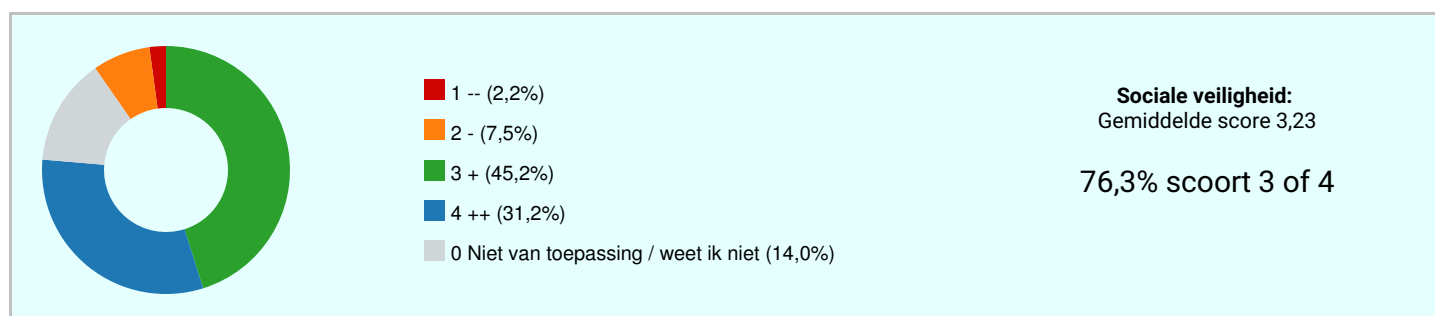 1 -- (2,2%)
2 - (7,5%)
3 + (45,2%)
4 ++ (31,2%)
0 Niet van toepassing / weet ik niet (14,0%)
Sociale veiligheid:
Gemiddelde score 3,23
76,3% scoort 3 of 4